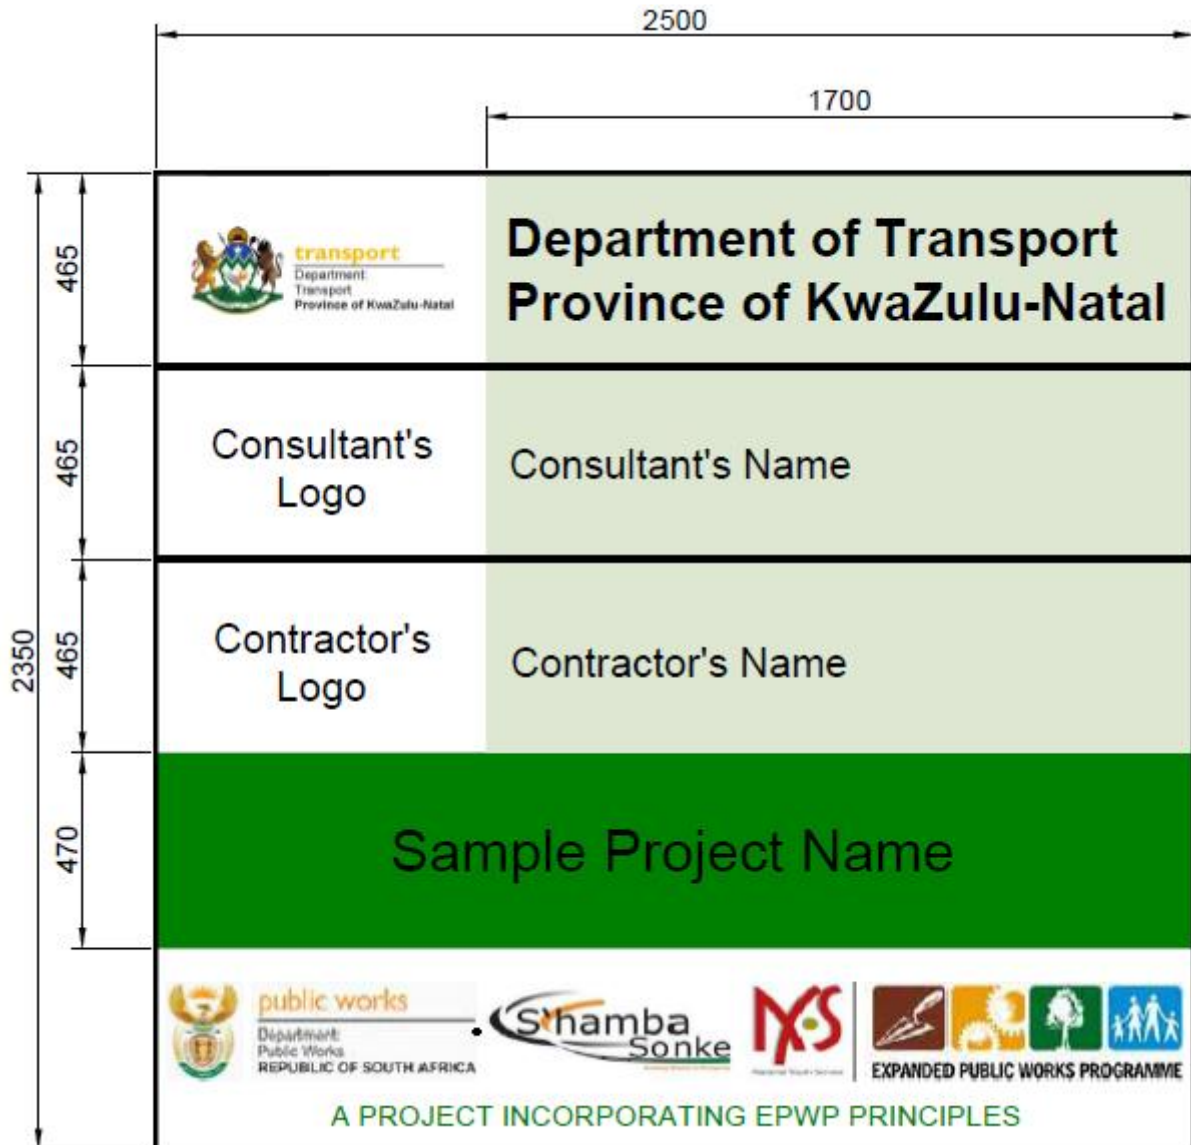 2500
1700
2350
465
transport
Department:
Transport
Province of KwaZulu-Natal
Department of Transport
Province of KwaZulu-Natal
465
Consultant's
Logo
Consultant's Name
465
Contractor's
Logo
Contractor's Name
470
Sample Project Name
public works
Department:
Public Works
REPUBLIC OF SOUTH AFRICA
S'hamba
Sonke
NYS
EXPANDED PUBLIC WORKS PROGRAMME
A PROJECT INCORPORATING EPWP PRINCIPLES